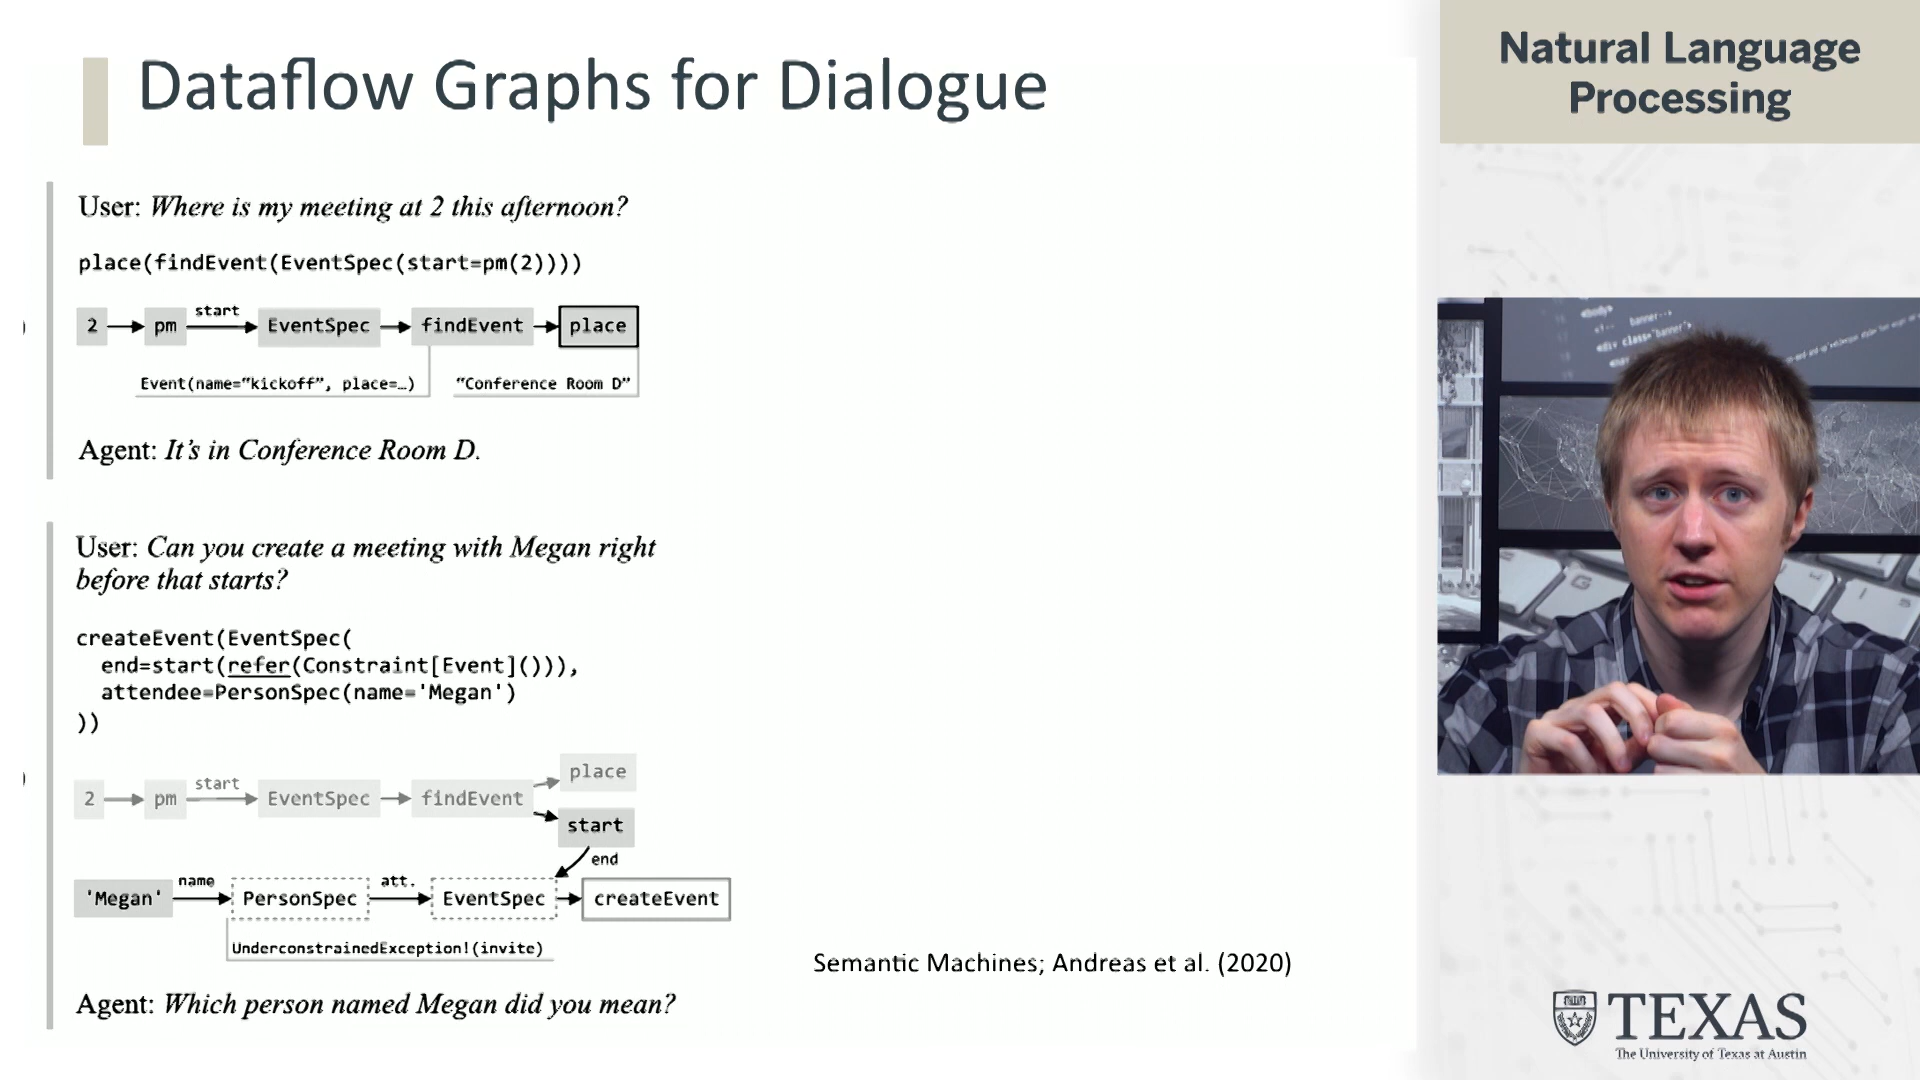 Dataflow Graphs for Dialogue
User: Where is my meeting at 2 this afternoon?
place(findEvent(EventSpec(start=pm(2))))
2 pm start EventSpec findEvent place
Event(name="kickoff", place=…) "Conference Room D"
Agent: It's in Conference Room D.
User: Can you create a meeting with Megan right
before that starts?
createEvent(EventSpec(
end=start(refer(Constraint[Event]())),
attendee=PersonSpec(name='Megan')
))
place
2 pm start EventSpec findEvent
start
end
'Megan' name PersonSpec att. EventSpec createEvent
UnderconstrainedException!(invite)
Agent: Which person named Megan did you mean?
Semantic Machines; Andreas et al. (2020)
Natural Language
Processing
TEXAS
The University of Texas at Austin